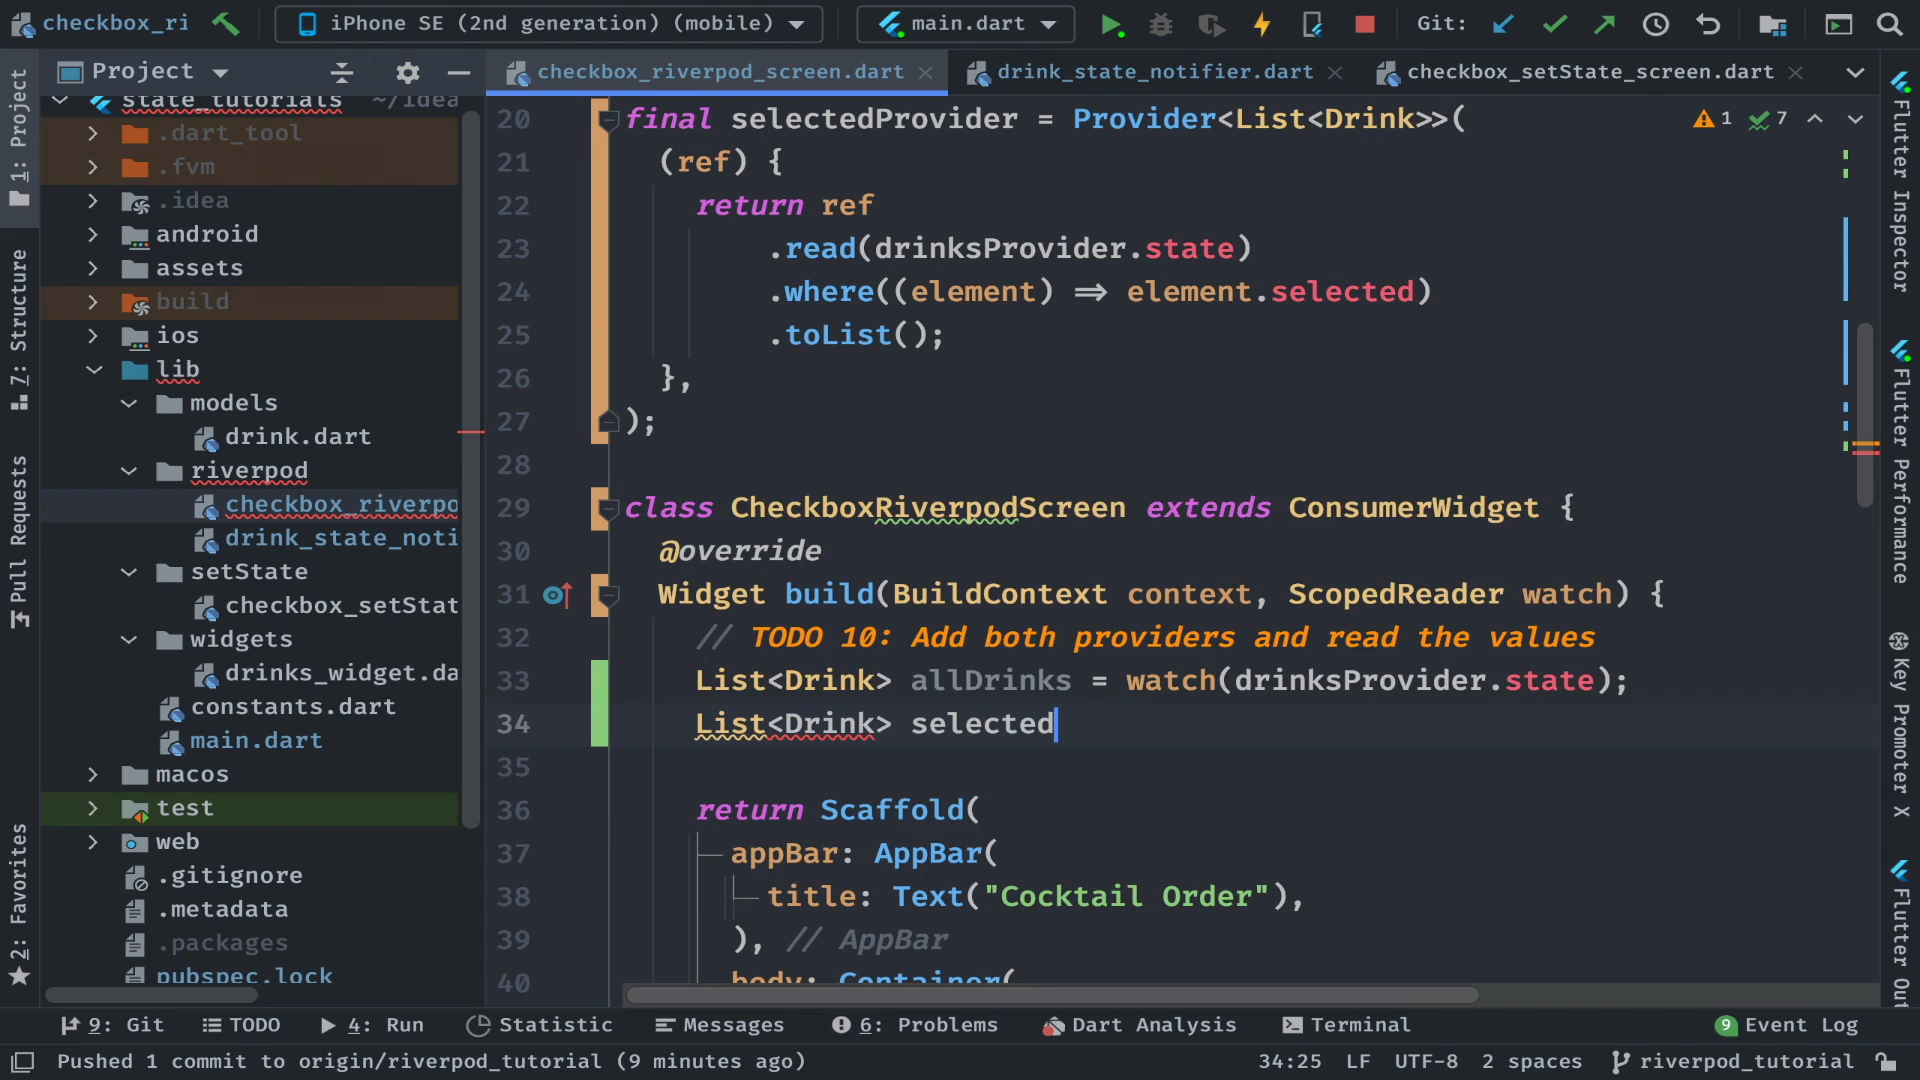 checkbox_ri
iPhone SE (2nd generation) (mobile)
main.dart
Git:
Project
checkbox_riverpod_screen.dart
drink_state_notifier.dart
checkbox_setState_screen.dart
1: Project
7: Structure
Pull Requests
2: Favorites
state_tutorials ~/Idea
.dart_tool
.fvm
.idea
android
assets
build
ios
lib
models
drink.dart
riverpod
checkbox_riverpo
drink_state_noti
setState
checkbox_setStat
widgets
drinks_widget.da
constants.dart
main.dart
macos
test
web
.gitignore
.metadata
.packages
pubspec.lock
20 final selectedProvider = Provider<List<Drink>>(
21 (ref) {
22 return ref
23 .read(drinksProvider.state)
24 .where((element) => element.selected)
25 .toList();
26 },
27 );
28
29 class CheckboxRiverpodScreen extends ConsumerWidget {
30 @override
31 Widget build(BuildContext context, ScopedReader watch) {
32 // TODO 10: Add both providers and read the values
33 List<Drink> allDrinks = watch(drinksProvider.state);
34 List<Drink> selected
35
36 return Scaffold(
37 appBar: AppBar(
38 title: Text("Cocktail Order"),
39 ), // AppBar
40 body: Container(
1 7
Flutter Inspector
Flutter Performance
Key Promoter X
Flutter Out
9: Git
TODO
4: Run
Statistic
Messages
6: Problems
Dart Analysis
Terminal
9 Event Log
Pushed 1 commit to origin/riverpod_tutorial (9 minutes ago)
34:25 LF UTF-8 2 spaces riverpod_tutorial